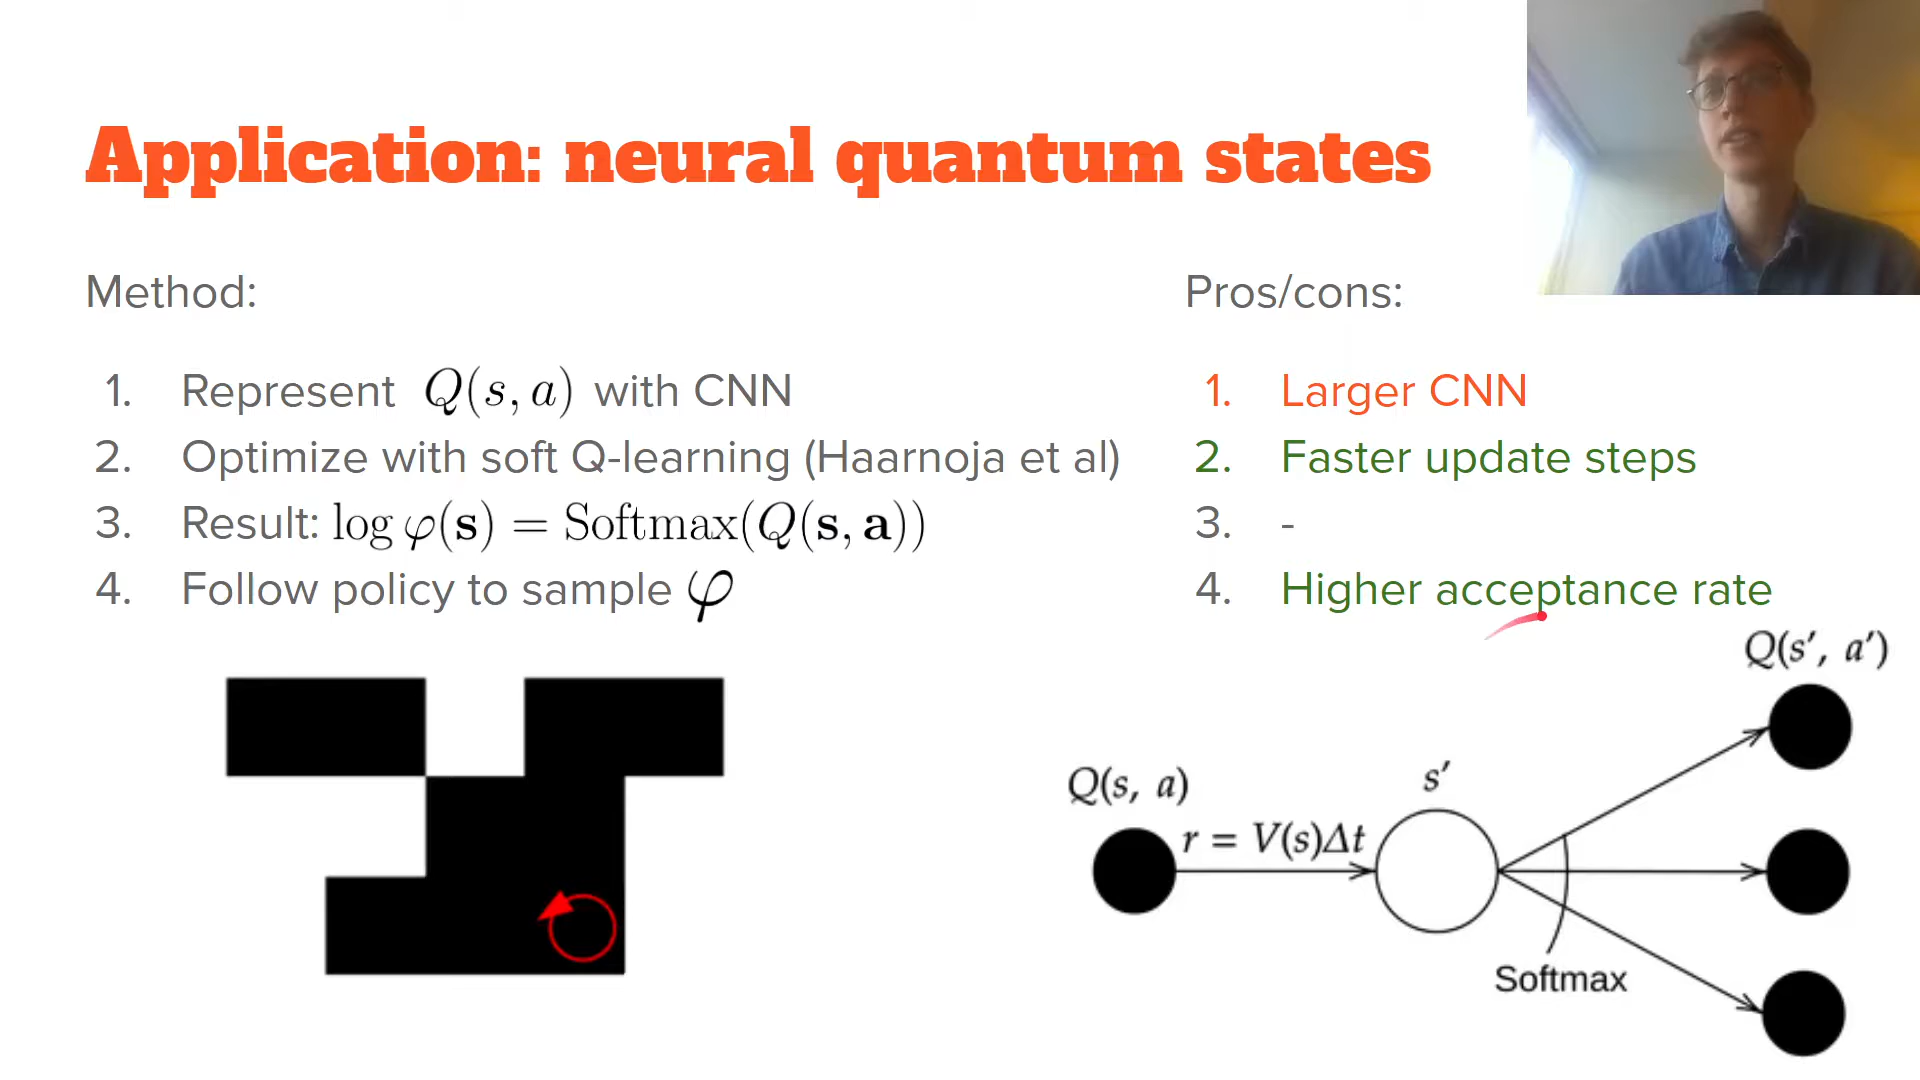 Application: neural quantum states
Method:
1. Represent Q(s, a) with CNN
2. Optimize with soft Q-learning (Haarnoja et al)
3. Result: log φ(𝐬) = Softmax(Q(𝐬, 𝐚))
4. Follow policy to sample φ
Pros/cons:
1. Larger CNN
2. Faster update steps
3. -
4. Higher acceptance rate
Q(s′, a′)
Q(s, a)
s′
r = V(s)Δt
Softmax